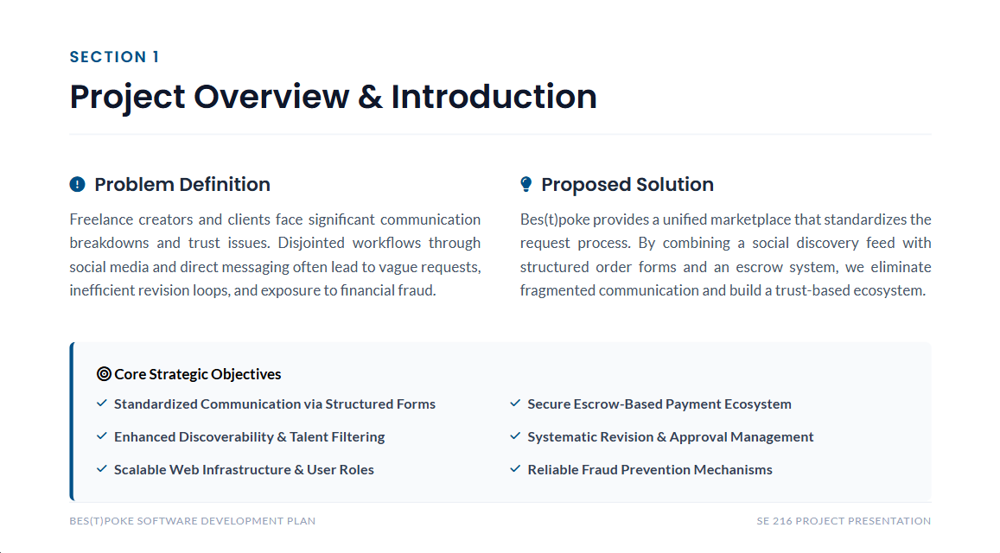 SECTION 1
Project Overview & Introduction
Problem Definition
Freelance creators and clients face significant communication
breakdowns and trust issues. Disjointed workflows through
social media and direct messaging often lead to vague requests,
inefficient revision loops, and exposure to financial fraud.
Proposed Solution
Bes(t)poke provides a unified marketplace that standardizes the
request process. By combining a social discovery feed with
structured order forms and an escrow system, we eliminate
fragmented communication and build a trust-based ecosystem.
Core Strategic Objectives
Standardized Communication via Structured Forms
Secure Escrow-Based Payment Ecosystem
Enhanced Discoverability & Talent Filtering
Systematic Revision & Approval Management
Scalable Web Infrastructure & User Roles
Reliable Fraud Prevention Mechanisms
BES(T)POKE SOFTWARE DEVELOPMENT PLAN
SE 216 PROJECT PRESENTATION